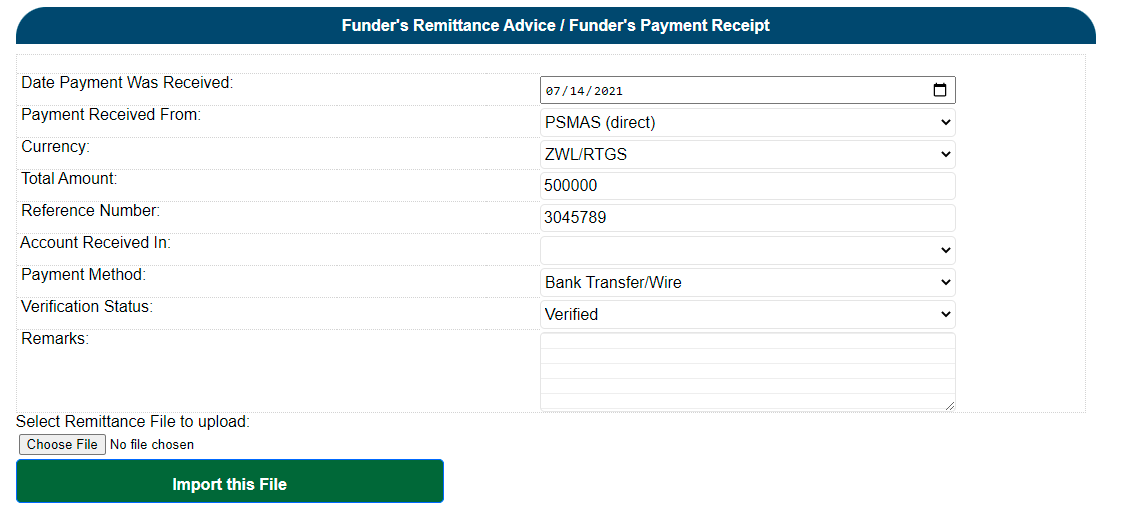 Funder's Remittance Advice / Funder's Payment Receipt
Date Payment Was Received: 07/14/2021
Payment Received From: PSMAS (direct)
Currency: ZWL/RTGS
Total Amount: 500000
Reference Number: 3045789
Account Received In:
Payment Method: Bank Transfer/Wire
Verification Status: Verified
Remarks:
Select Remittance File to upload:
Choose File No file chosen
Import this File